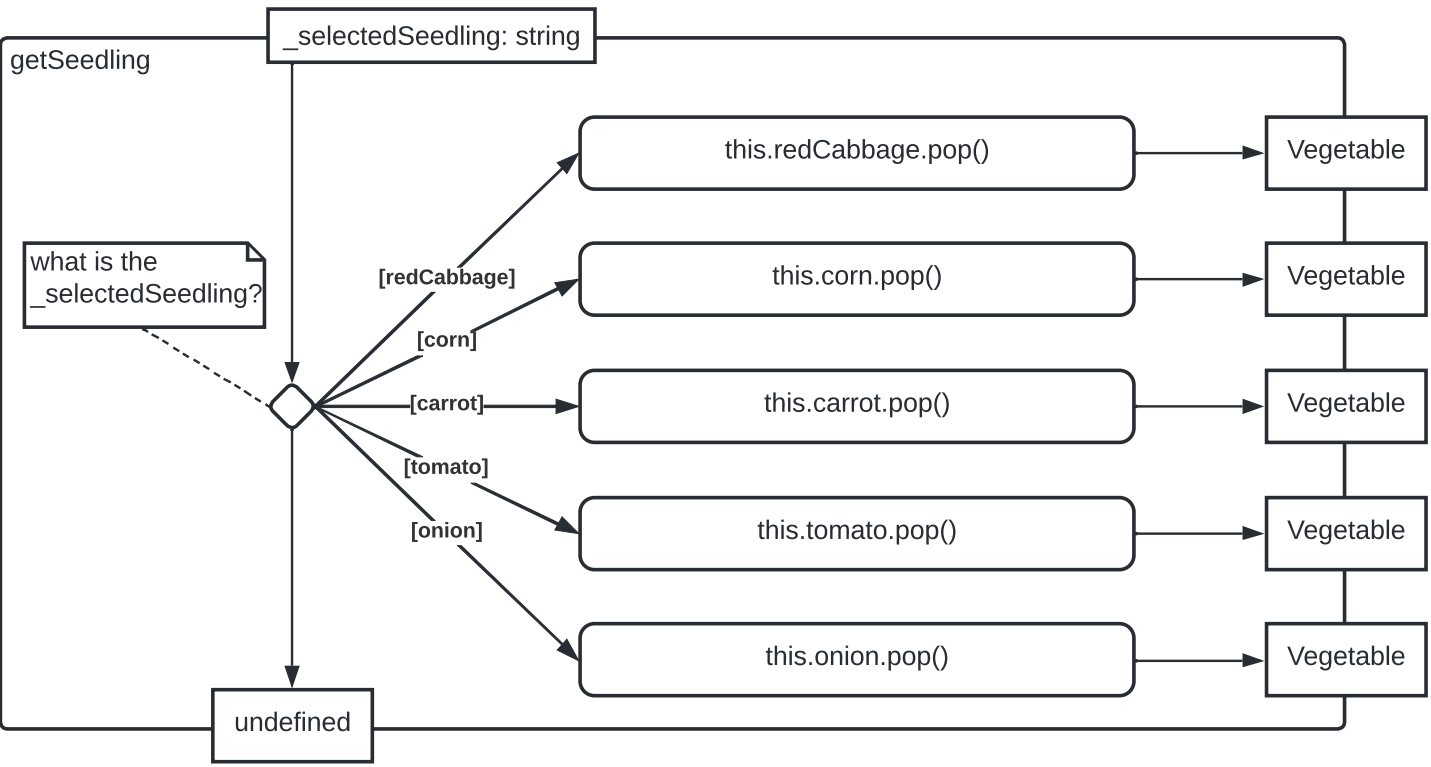 _selectedSeedling: string
getSeedling
this.redCabbage.pop()
Vegetable
what is the
_selectedSeedling?
[redCabbage]
this.corn.pop()
Vegetable
[corn]
[carrot]
this.carrot.pop()
Vegetable
[tomato]
this.tomato.pop()
Vegetable
[onion]
this.onion.pop()
Vegetable
undefined